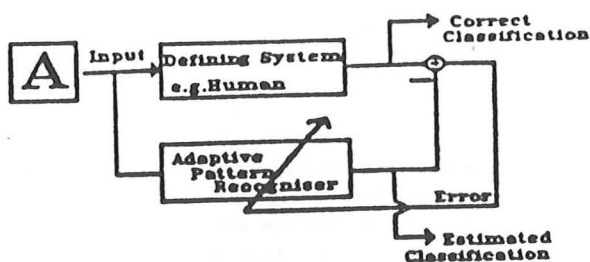 A
Input
Defining System
e.g.Human
Correct
Classification
+
Adaptive
Pattern
Recogniser
Error
Estimated
Classification